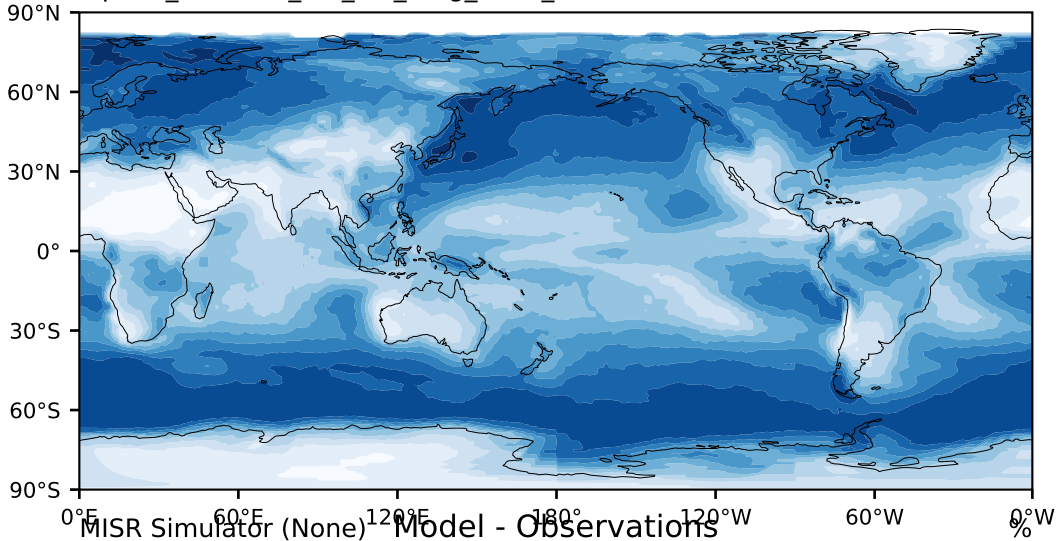 90°N
60°N
30°N
0°
30°S
60°S
90°S
0°E 60°E 120°E 180° 120°W 60°W 0°W
MISR Simulator (None) Model - Observations %